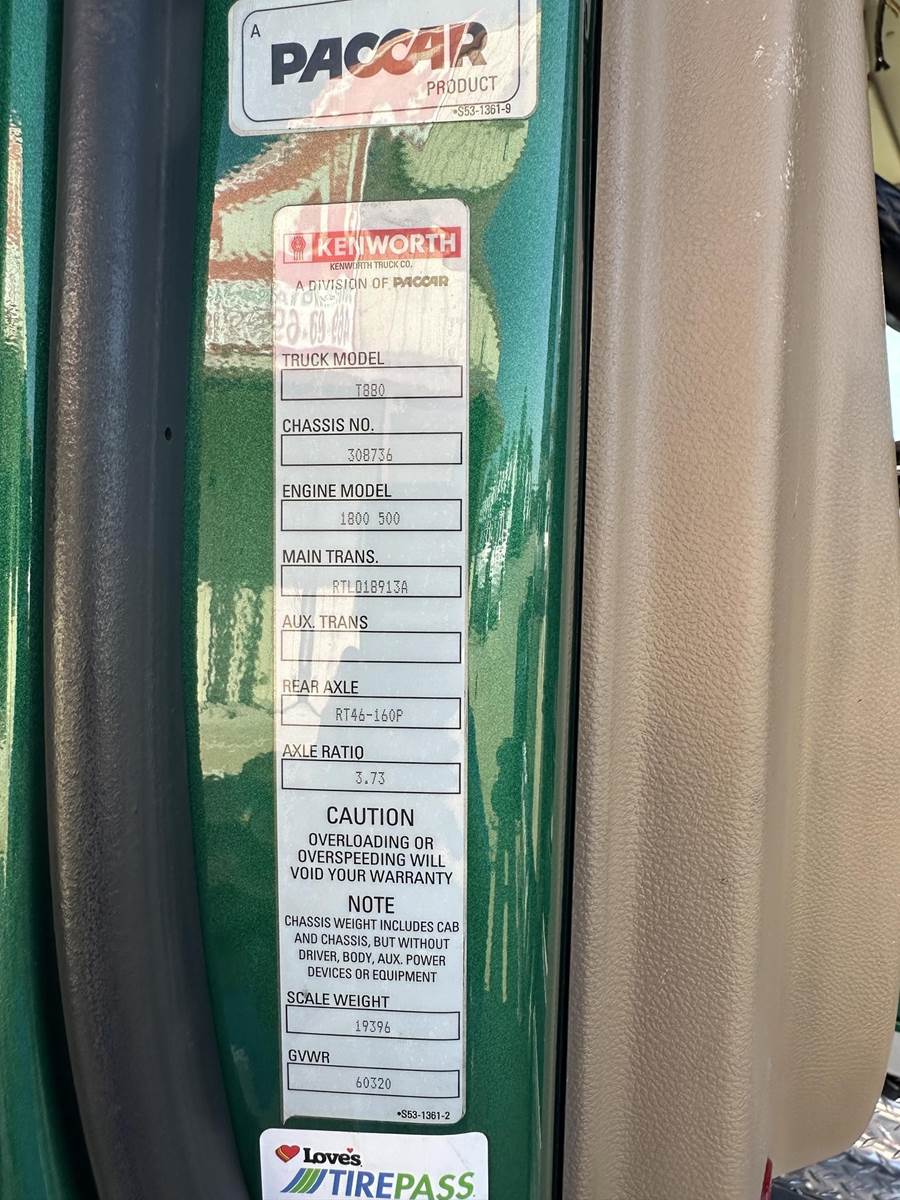 A
PACCAR
PRODUCT
•S53-1361-9
KENWORTH
KENWORTH TRUCK CO.
A DIVISION OF PACCAR
TRUCK MODEL
T880
CHASSIS NO.
308736
ENGINE MODEL
1800 500
MAIN TRANS.
RTLO18913A
AUX. TRANS
REAR AXLE
RT46-160P
AXLE RATIO
3.73
CAUTION
OVERLOADING OR
OVERSPEEDING WILL
VOID YOUR WARRANTY
NOTE
CHASSIS WEIGHT INCLUDES CAB
AND CHASSIS, BUT WITHOUT
DRIVER, BODY, AUX. POWER
DEVICES OR EQUIPMENT
SCALE WEIGHT
19396
GVWR
60320
•S53-1361-2
Love's
TIREPASS